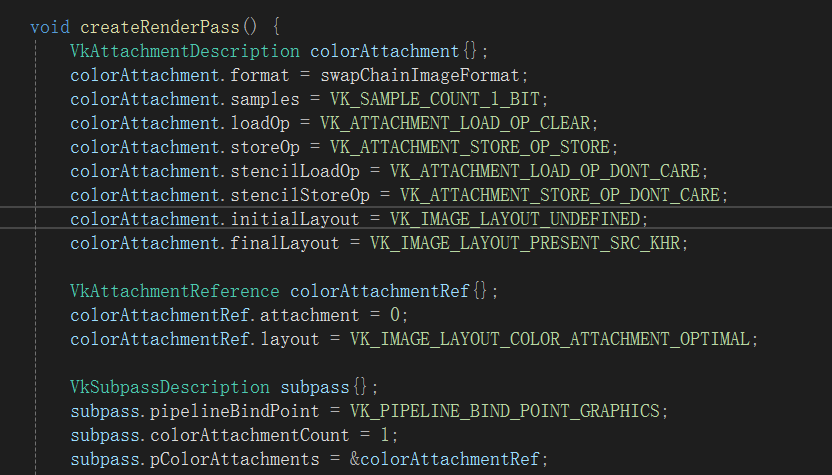 void createRenderPass() {
VkAttachmentDescription colorAttachment{};
colorAttachment.format = swapChainImageFormat;
colorAttachment.samples = VK_SAMPLE_COUNT_1_BIT;
colorAttachment.loadOp = VK_ATTACHMENT_LOAD_OP_CLEAR;
colorAttachment.storeOp = VK_ATTACHMENT_STORE_OP_STORE;
colorAttachment.stencilLoadOp = VK_ATTACHMENT_LOAD_OP_DONT_CARE;
colorAttachment.stencilStoreOp = VK_ATTACHMENT_STORE_OP_DONT_CARE;
colorAttachment.initialLayout = VK_IMAGE_LAYOUT_UNDEFINED;
colorAttachment.finalLayout = VK_IMAGE_LAYOUT_PRESENT_SRC_KHR;
VkAttachmentReference colorAttachmentRef{};
colorAttachmentRef.attachment = 0;
colorAttachmentRef.layout = VK_IMAGE_LAYOUT_COLOR_ATTACHMENT_OPTIMAL;
VkSubpassDescription subpass{};
subpass.pipelineBindPoint = VK_PIPELINE_BIND_POINT_GRAPHICS;
subpass.colorAttachmentCount = 1;
subpass.pColorAttachments = &colorAttachmentRef;